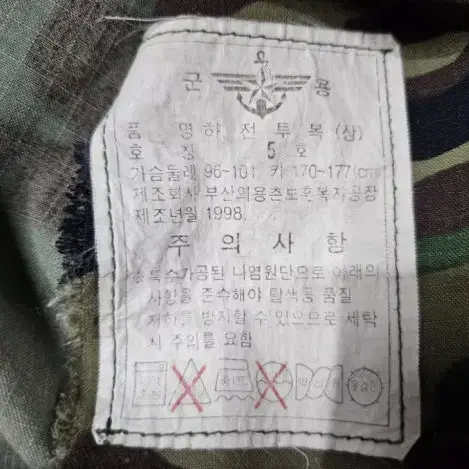 군 용
품 명 하 전 투 복 (상)
호 칭 5 호
가슴둘레 96-101, 키 170-177(cm)
제조회사 부산의용촌도훈복지공장
제조년월 1998.
주 의 사 항
※ 특수가공된 나염원단으로 아래의
사항을 준수해야 탈색등 품질
저하를 방지할 수 있으므로 세탁
시 주의를 요함